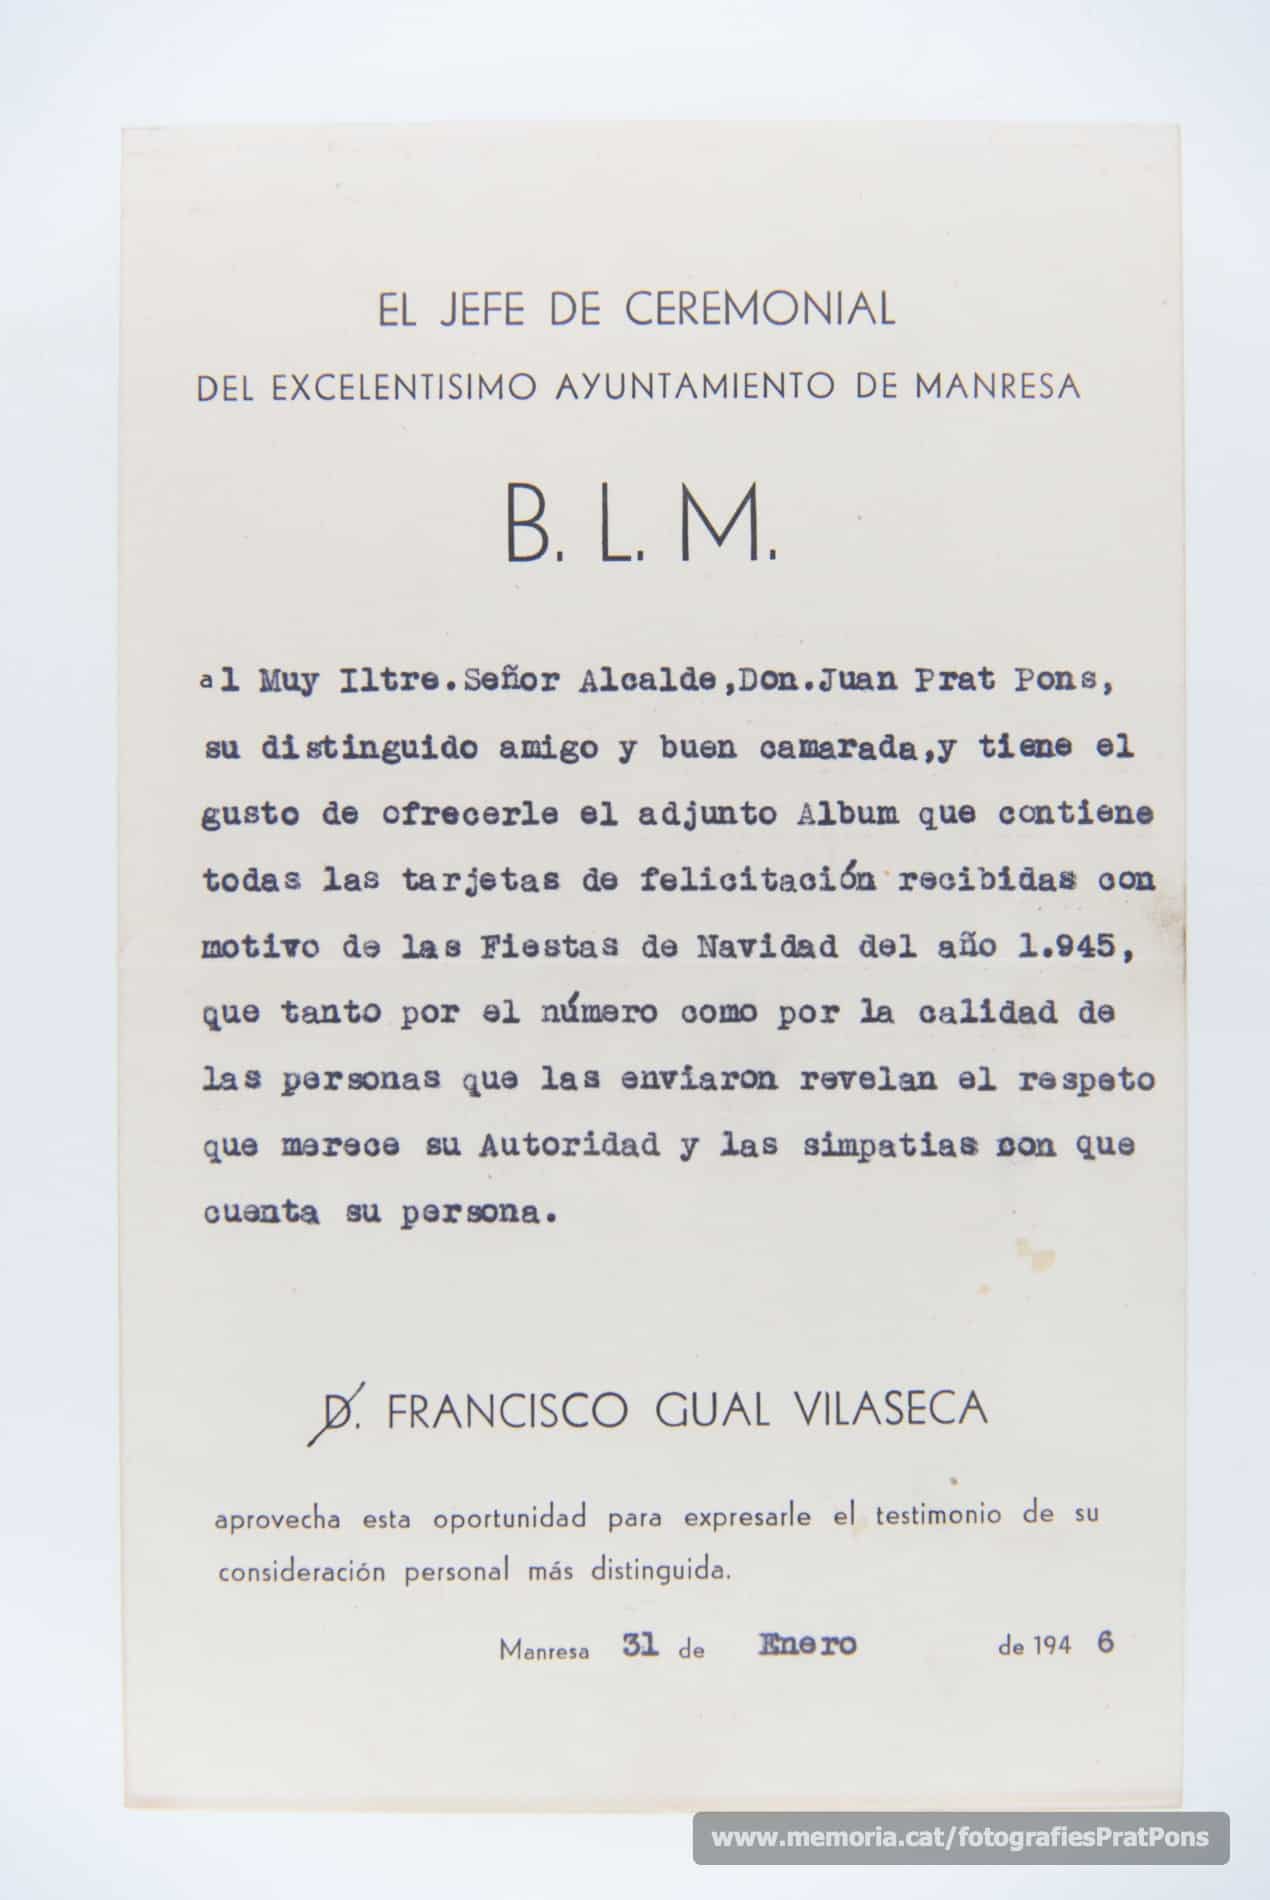 EL JEFE DE CEREMONIAL
DEL EXCELENTISIMO AYUNTAMIENTO DE MANRESA
B. L. M.
al Muy Iltre.Señor Alcalde,Don.Juan Prat Pons,
su distinguido amigo y buen camarada,y tiene el
gusto de ofrecerle el adjunto Album que contiene
todas las tarjetas de felicitación recibidas con
motivo de las Fiestas de Navidad del año 1.945,
que tanto por el número como por la calidad de
las personas que las enviaron revelan el respeto
que merece su Autoridad y las simpatias con que
cuenta su persona.
D. FRANCISCO GUAL VILASECA
aprovecha esta oportunidad para expresarle el testimonio de su
consideración personal más distinguida.
Manresa 31 de Enero de 194 6
www.memoria.cat/fotografiesPratPons